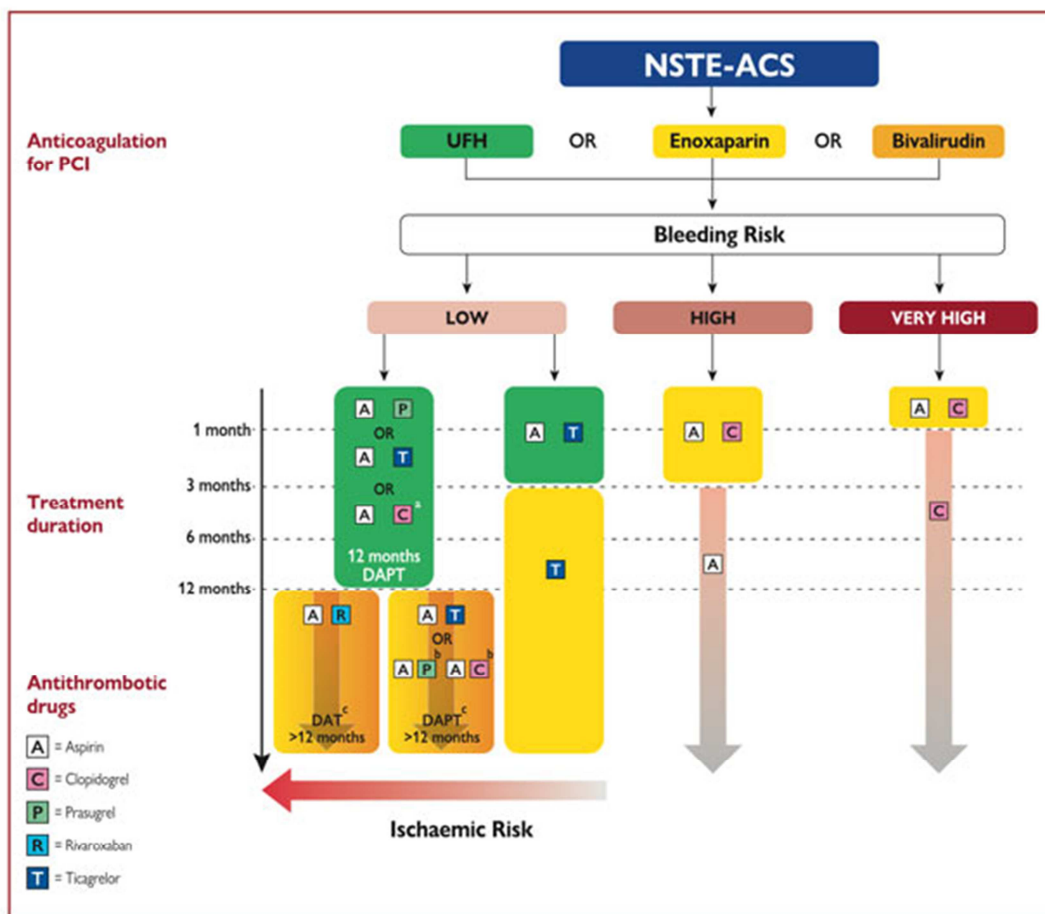 NSTE-ACS
Anticoagulation
for PCI
UFH OR Enoxaparin OR Bivalirudin
Bleeding Risk
LOW HIGH VERY HIGH
A P
OR
A T
OR
A C a
12 months
DAPT
A T
A C
A C
1 month
3 months
6 months
12 months
Treatment
duration
T
A
C
A R
DAT c
>12 months
A T
OR
A P b A C b
DAPT c
>12 months
Antithrombotic
drugs
A = Aspirin
C = Clopidogrel
P = Prasugrel
R = Rivaroxaban
T = Ticagrelor
Ischaemic Risk